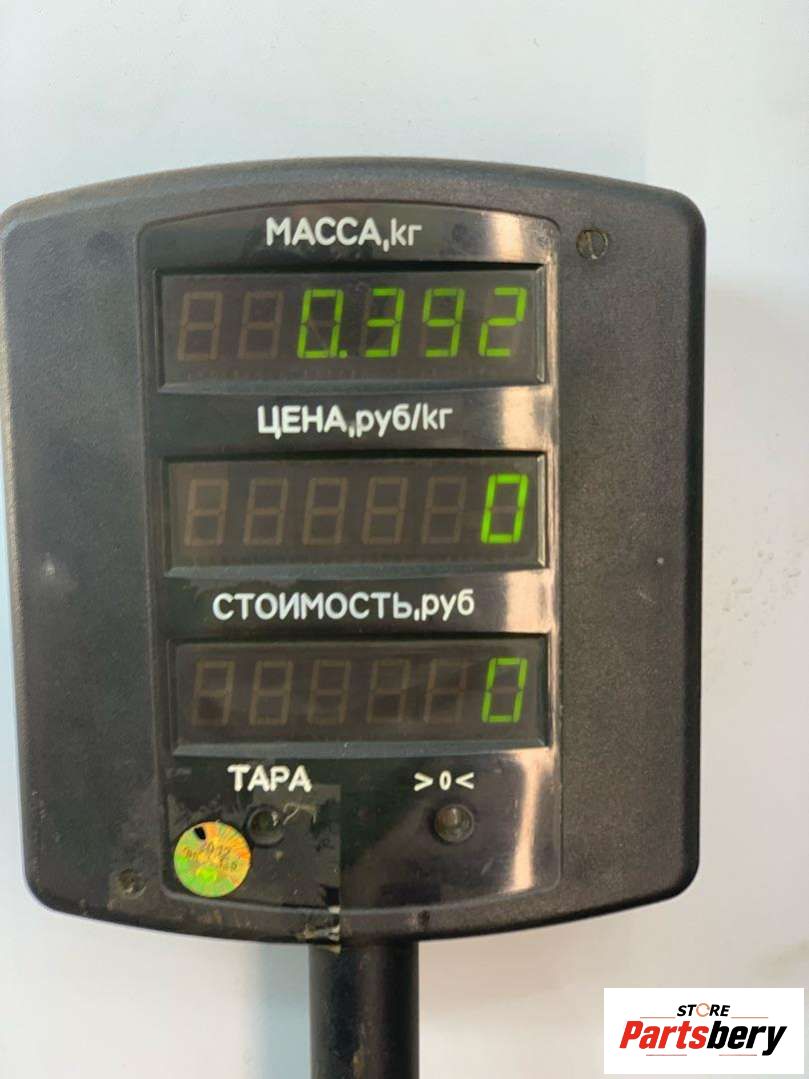 МАССА,кг
0.392
ЦЕНА,руб/кг
0
СТОИМОСТЬ,руб
0
ТАРА >0<
STORE
Partsbery